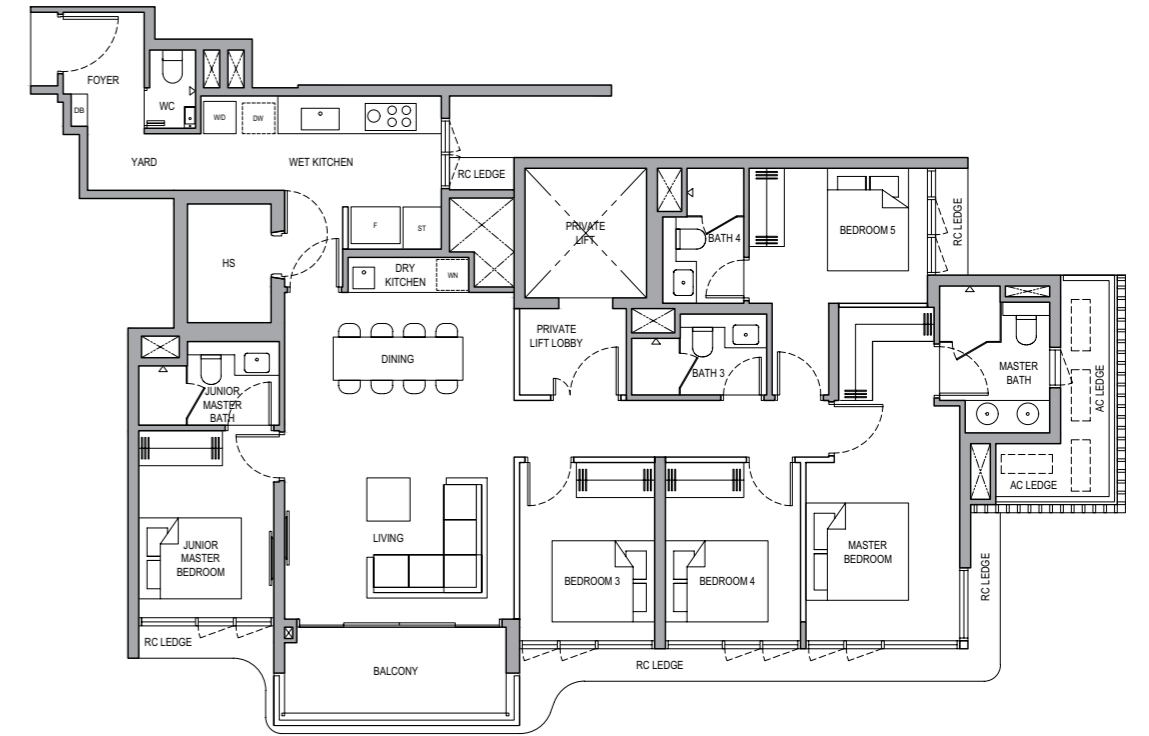 FOYER
DB
WC
W/D
DW
YARD
WET KITCHEN
RC LEDGE
F
ST
HS
DRY
KITCHEN
WN
PRIVATE
LIFT
BATH 4
BEDROOM 5
RC LEDGE
PRIVATE
LIFT LOBBY
BATH 3
MASTER
BATH
AC LEDGE
AC LEDGE
DINING
JUNIOR
MASTER
BATH
LIVING
JUNIOR
MASTER
BEDROOM
BEDROOM 3
BEDROOM 4
MASTER
BEDROOM
RC LEDGE
RC LEDGE
RC LEDGE
BALCONY